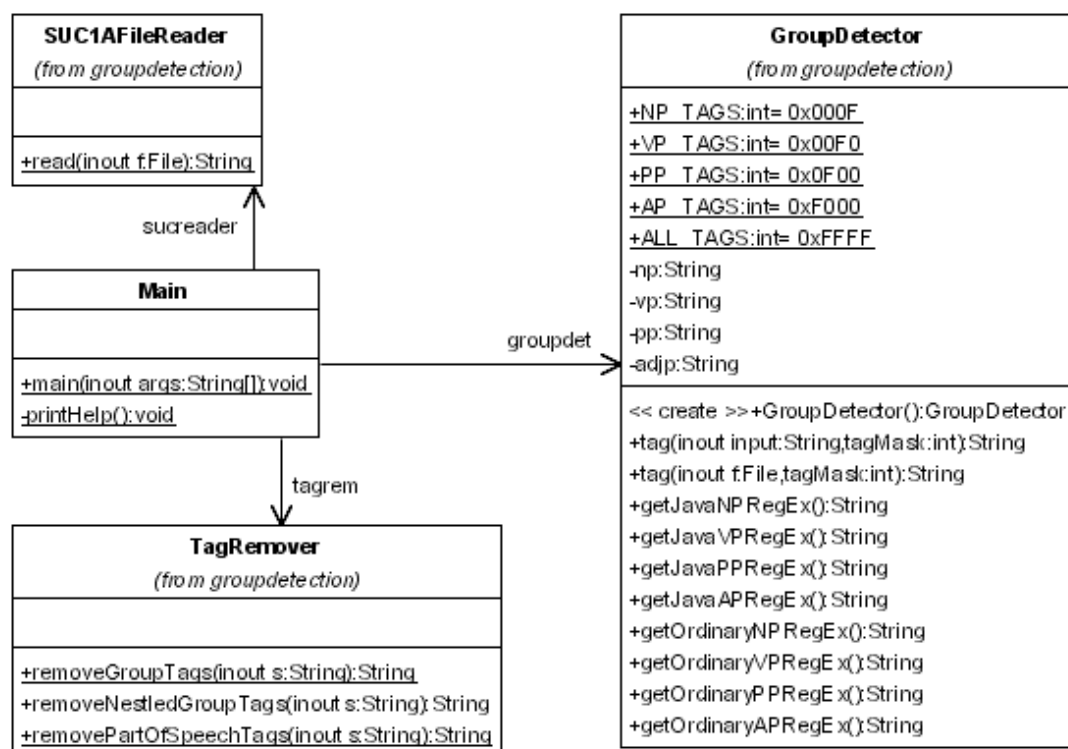 SUC1AFileReader
(from groupdetection)
+read(inout f:File):String
sucreader
Main
+main(inout args:String[]):void
-printHelp():void
groupdet
tagrem
TagRemover
(from groupdetection)
+removeGroupTags(inout s:String):String
+removeNestledGroupTags(inout s:String):String
+removePartOfSpeechTags(inout s:String):String
GroupDetector
(from groupdetection)
+NP_TAGS:int= 0x000F
+VP_TAGS:int= 0x00F0
+PP_TAGS:int= 0x0F00
+AP_TAGS:int= 0xF000
+ALL_TAGS:int= 0xFFFF
-np:String
-vp:String
-pp:String
-adjp:String
<< create >>+GroupDetector():GroupDetector
+tag(inout input:String,tagMask:int):String
+tag(inout f:File,tagMask:int):String
+getJavaNPRegEx():String
+getJavaVPRegEx():String
+getJavaPPRegEx():String
+getJavaAPRegEx():String
+getOrdinaryNPRegEx():String
+getOrdinaryVPRegEx():String
+getOrdinaryPPRegEx():String
+getOrdinaryAPRegEx():String